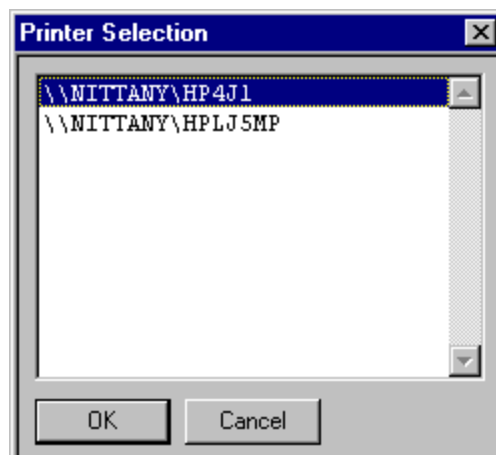 Printer Selection
\\NITTANY\HP4J1
\\NITTANY\HPLJ5MP
OK
Cancel